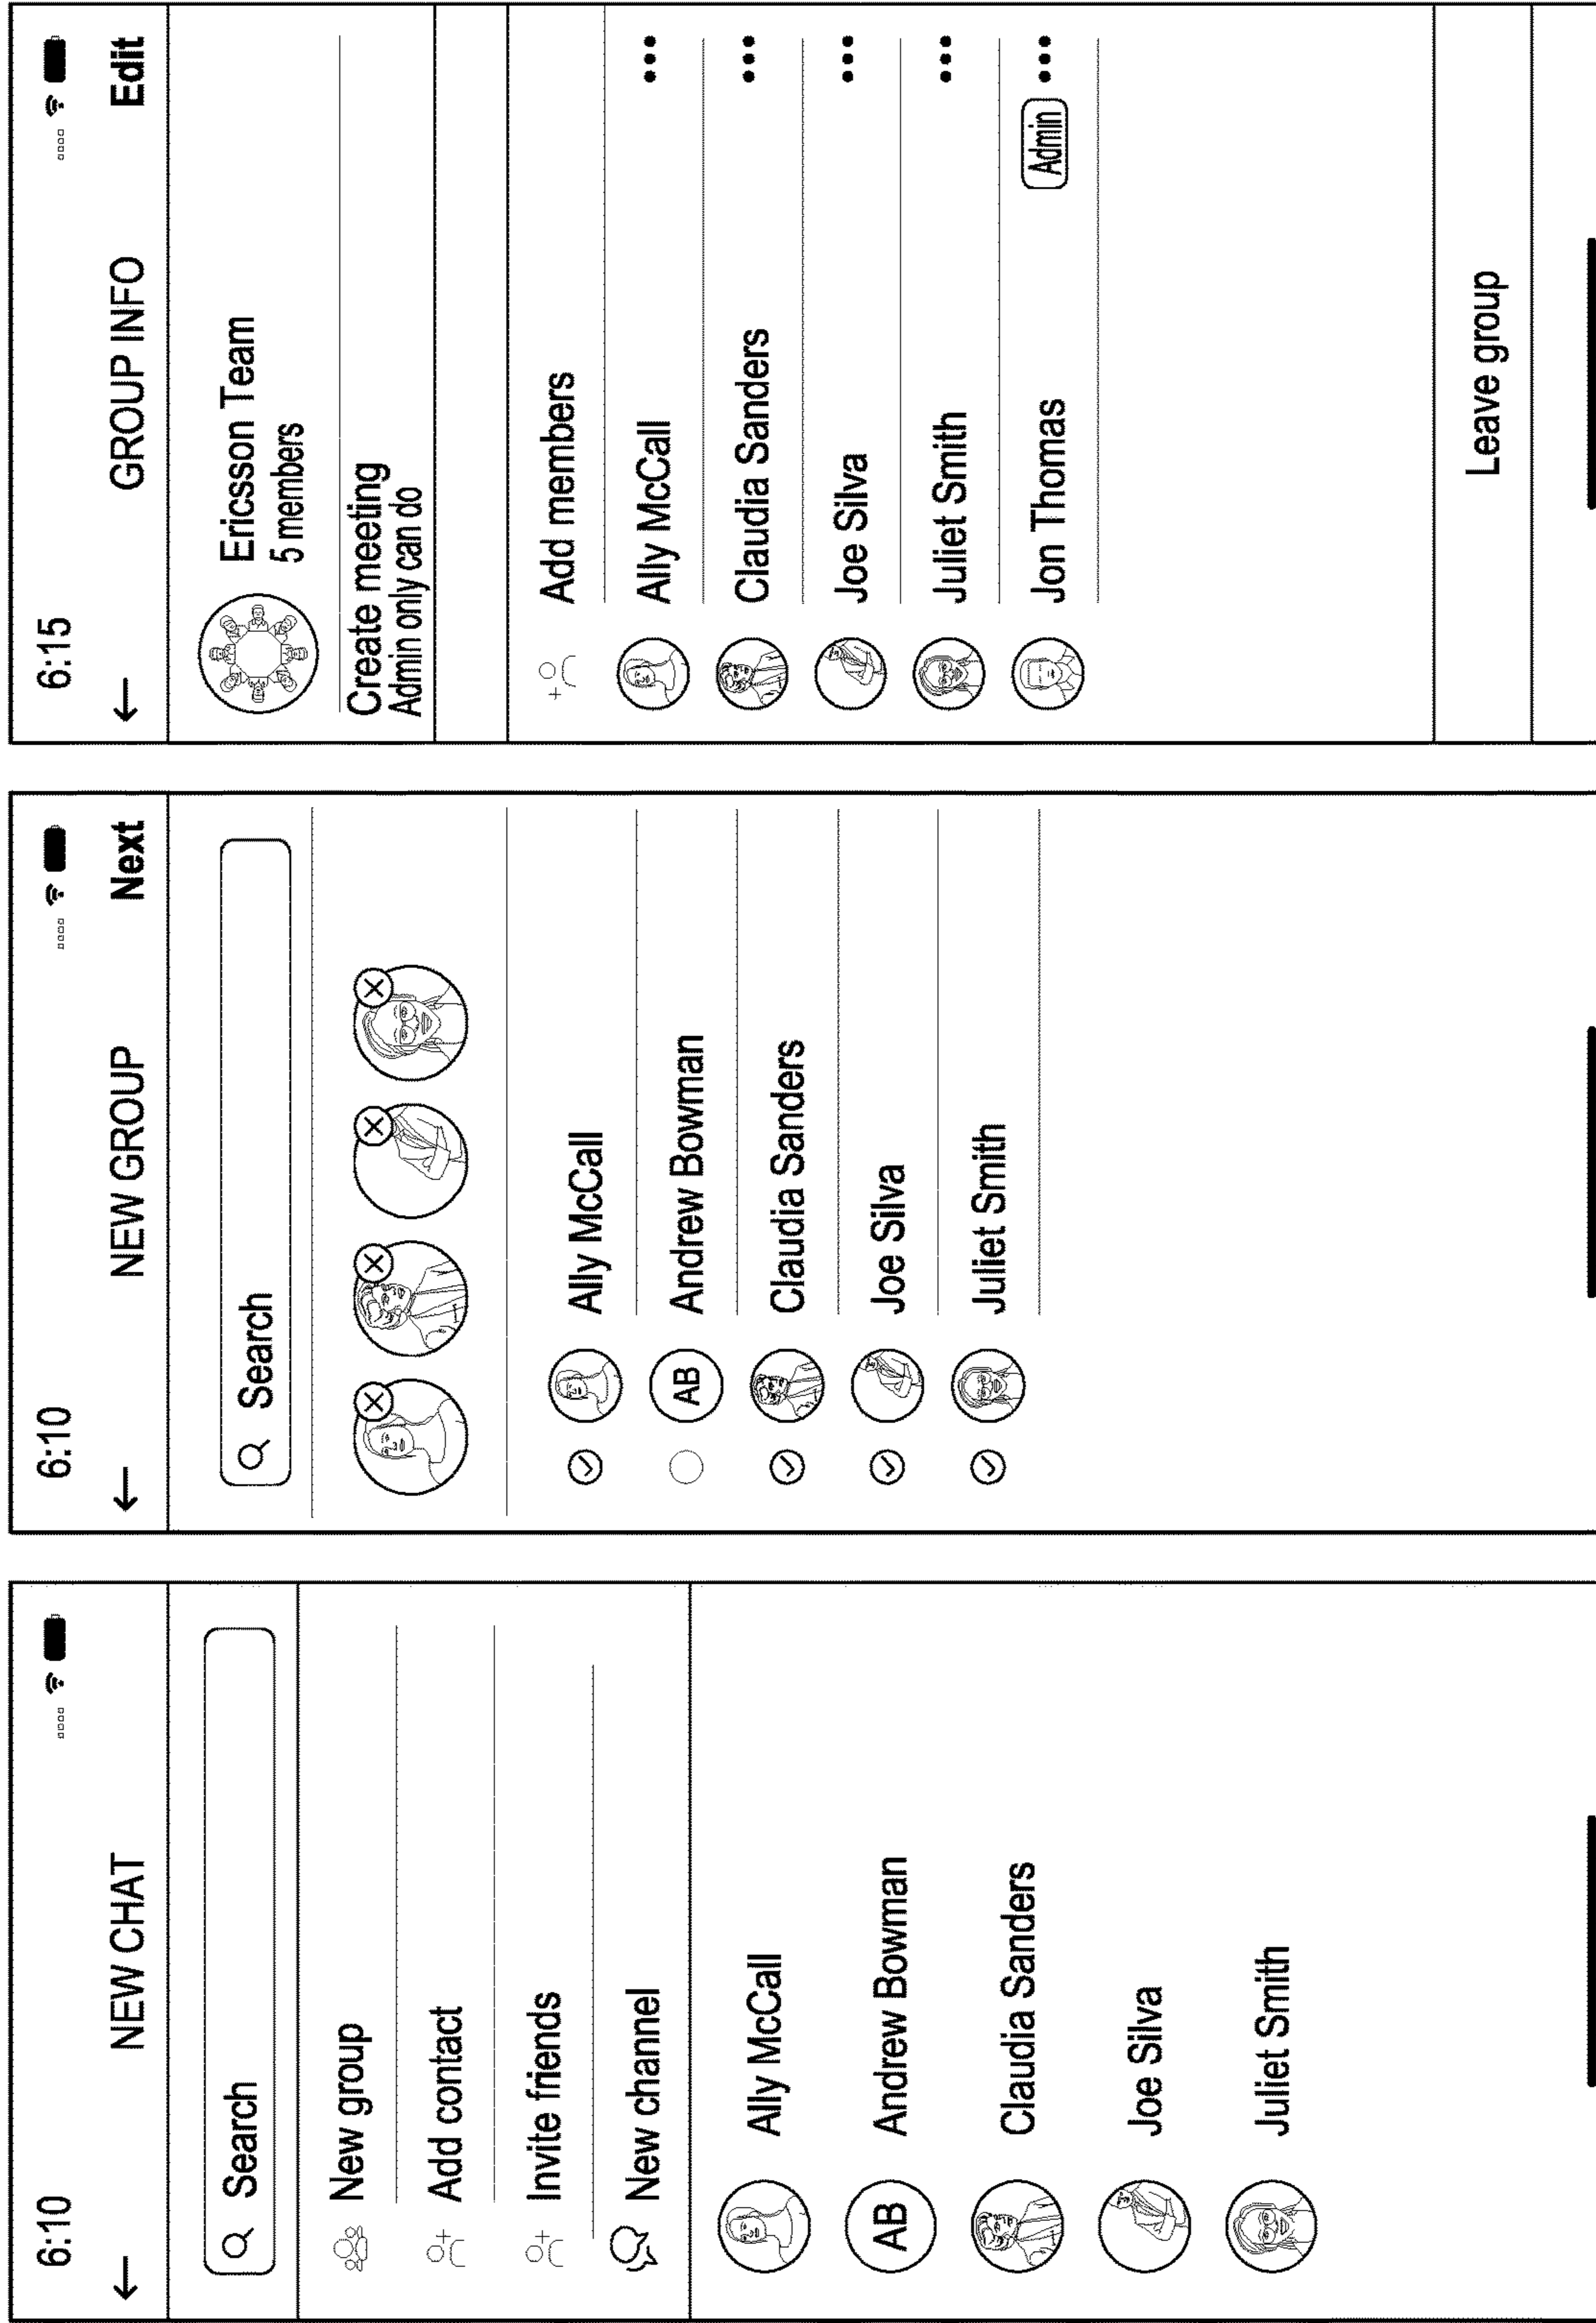 6:10
NEW CHAT
Search
New group
Add contact
Invite friends
New channel
Ally McCall
AB
Andrew Bowman
Claudia Sanders
Joe Silva
Juliet Smith
6:10
NEW GROUP
Next
Search
Ally McCall
AB
Andrew Bowman
Claudia Sanders
Joe Silva
Juliet Smith
6:15
GROUP INFO
Edit
Ericsson Team
5 members
Create meeting
Admin only can do
Add members
Ally McCall
Claudia Sanders
Joe Silva
Juliet Smith
Jon Thomas
Admin
Leave group